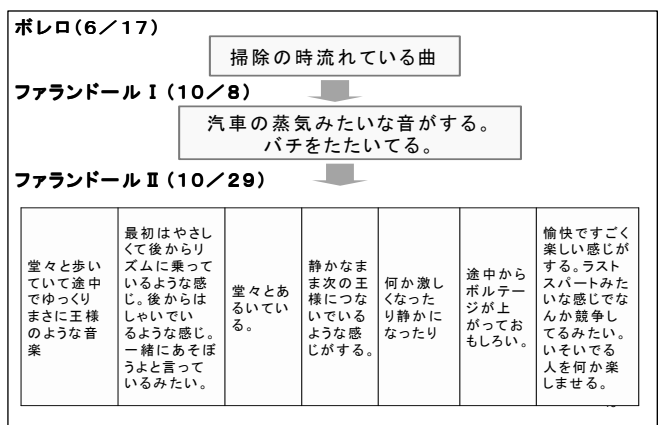 ボレロ(6/17)
掃除の時流れている曲
ファランドールⅠ(10/8)
汽車の蒸気みたいな音がする。
バチをたたいてる。
ファランドールⅡ(10/29)
堂々と歩い
ていて途中
でゆっくり
まさに王様
のような音
楽
最初はやさし
くて後からリ
ズムに乗って
いるような感
じ。後からは
しゃいでい
るような感じ。
一緒にあそぼ
うよと言って
いるみたい。
堂々とあ
るいてい
る。
静かなま
ま次の王
様につな
いでいる
ような感
じがする。
何か激し
くなった
り静かに
なったり
途中から
ボルテー
ジが上
がってお
もしろい。
愉快ですごく
楽しい感じが
する。ラスト
スパートみた
いな感じでな
んか競争し
てるみたい。
いそいでる
人を何か楽
しませる。